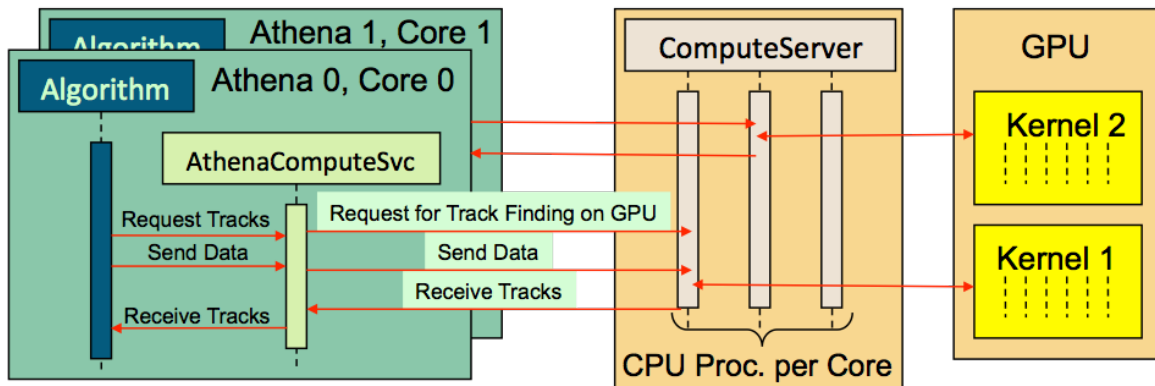 Algorithm
Athena 1, Core 1
Algorithm
Athena 0, Core 0
AthenaComputeSvc
Request Tracks
Send Data
Receive Tracks
Request for Track Finding on GPU
Send Data
Receive Tracks
ComputeServer
CPU Proc. per Core
GPU
Kernel 2
Kernel 1